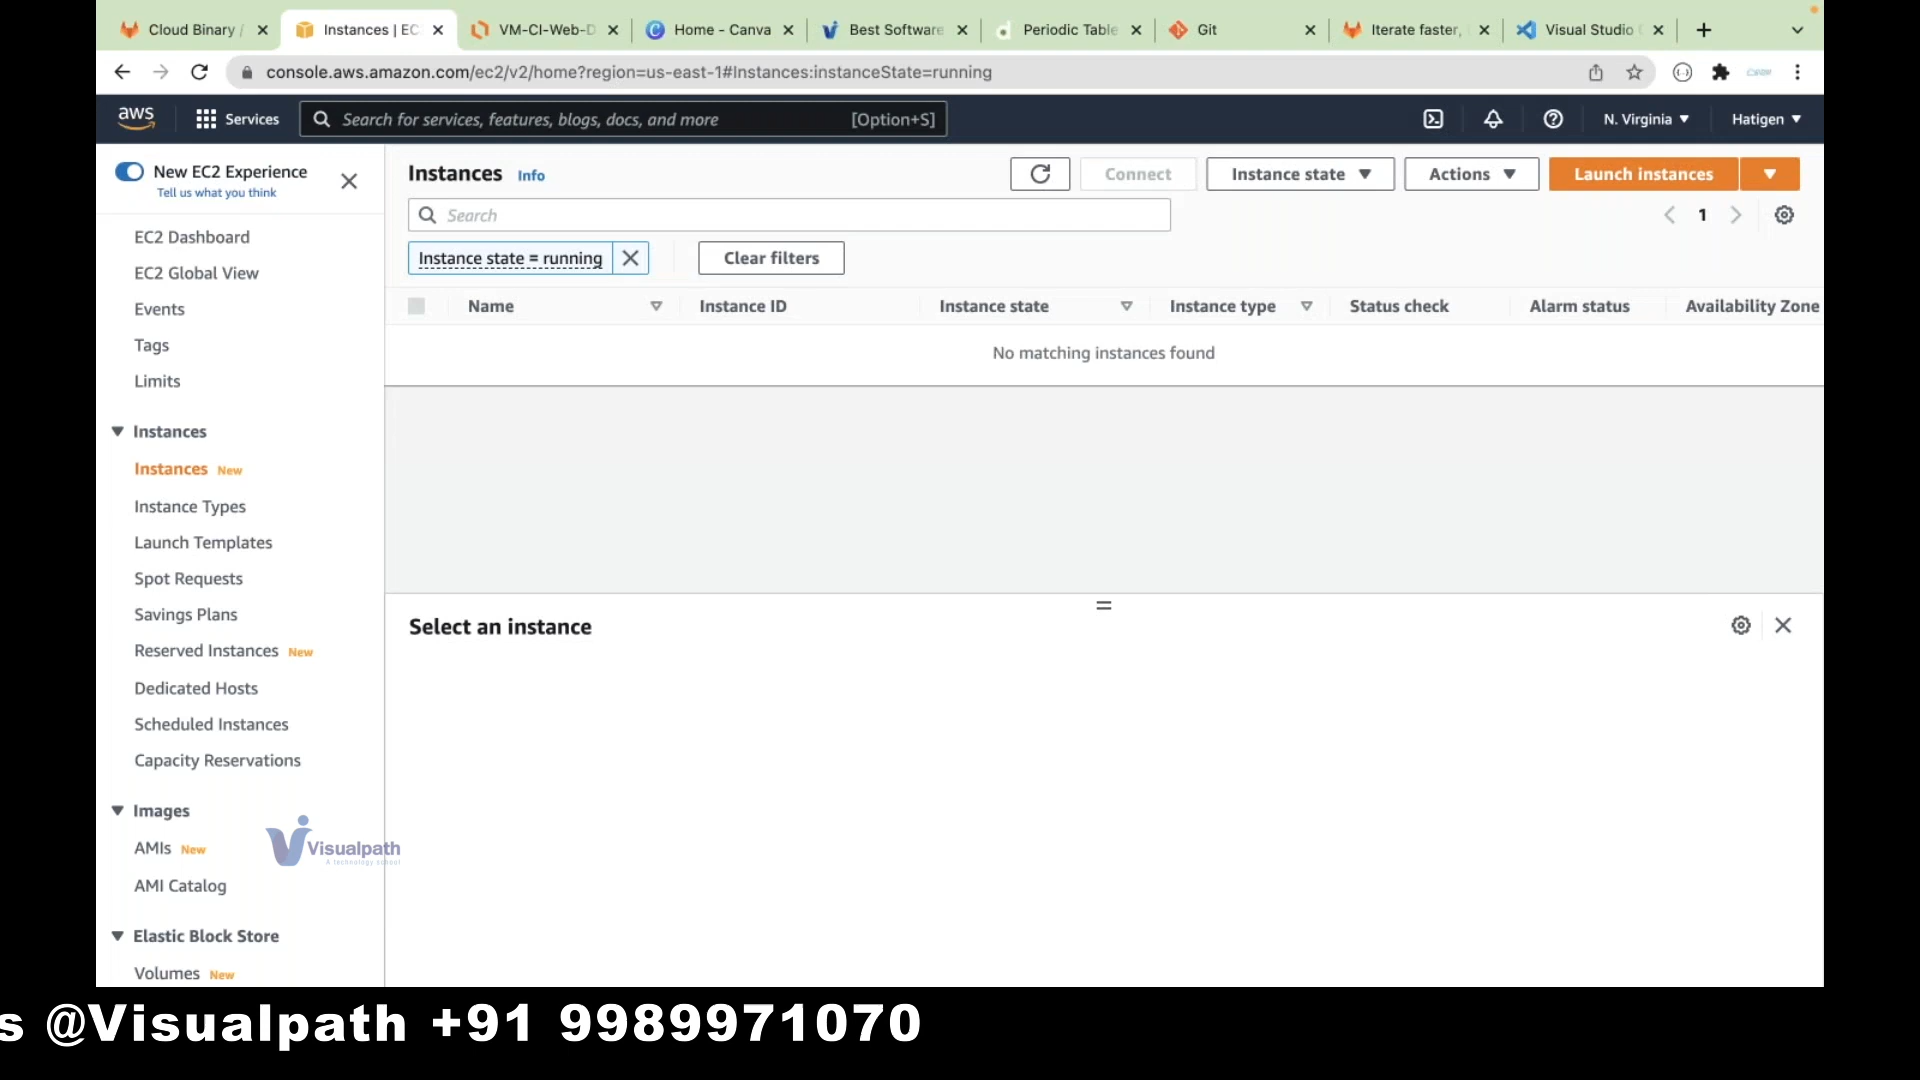 Cloud Binary /
Instances | EC
VM-CI-Web-D
Home - Canva
Best Software
Periodic Table
Git
Iterate faster,
Visual Studio
console.aws.amazon.com/ec2/v2/home?region=us-east-1#Instances:instanceState=running
aws
Services
Search for services, features, blogs, docs, and more
[Option+S]
N. Virginia
Hatigen
New EC2 Experience
Tell us what you think
EC2 Dashboard
EC2 Global View
Events
Tags
Limits
Instances
Instances New
Instance Types
Launch Templates
Spot Requests
Savings Plans
Reserved Instances New
Dedicated Hosts
Scheduled Instances
Capacity Reservations
Images
AMIs New
AMI Catalog
Elastic Block Store
Volumes New
Instances Info
Connect
Instance state
Actions
Launch instances
Search
1
Instance state = running
Clear filters
Name
Instance ID
Instance state
Instance type
Status check
Alarm status
Availability Zone
No matching instances found
Select an instance
Visualpath
A technology school
s @Visualpath +91 9989971070